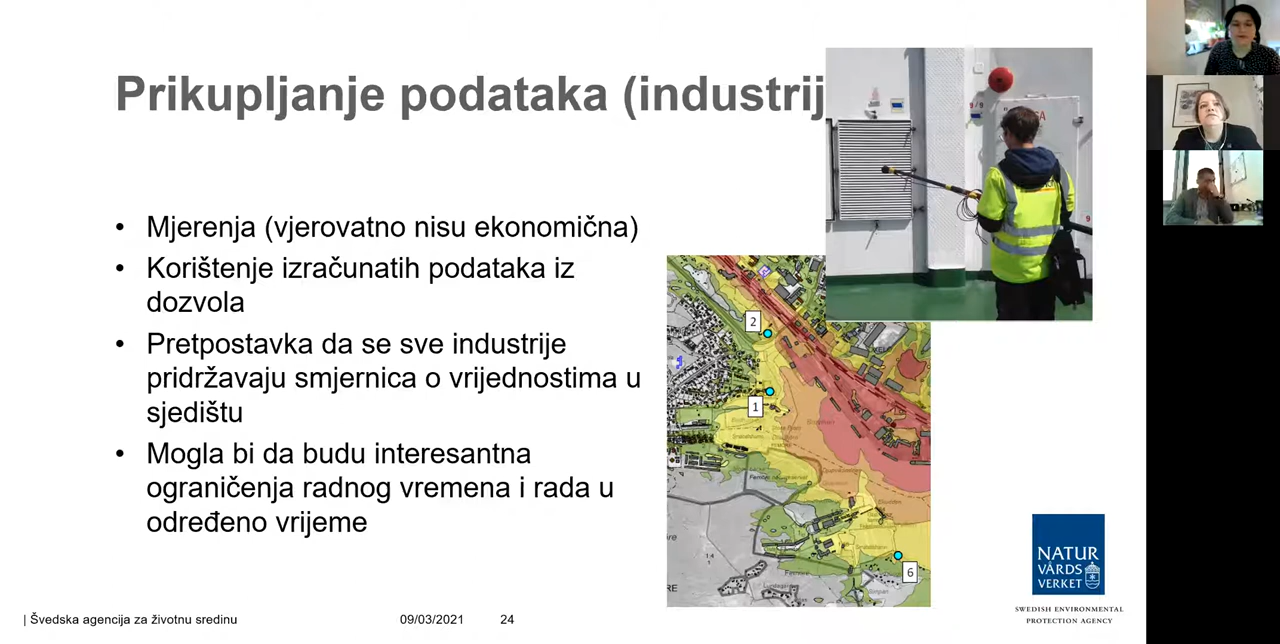 Prikupljanje podataka (industrij
• Mjerenja (vjerovatno nisu ekonomična)
• Korištenje izračunatih podataka iz
dozvola
• Pretpostavka da se sve industrije
pridržavaju smjernica o vrijednostima u
sjedištu
• Mogla bi da budu interesantna
ograničenja radnog vremena i rada u
određeno vrijeme
2
1
6
NATUR
VÅRDS
VERKET
SWEDISH ENVIRONMENTAL
PROTECTION AGENCY
| Švedska agencija za životnu sredinu
09/03/2021
24